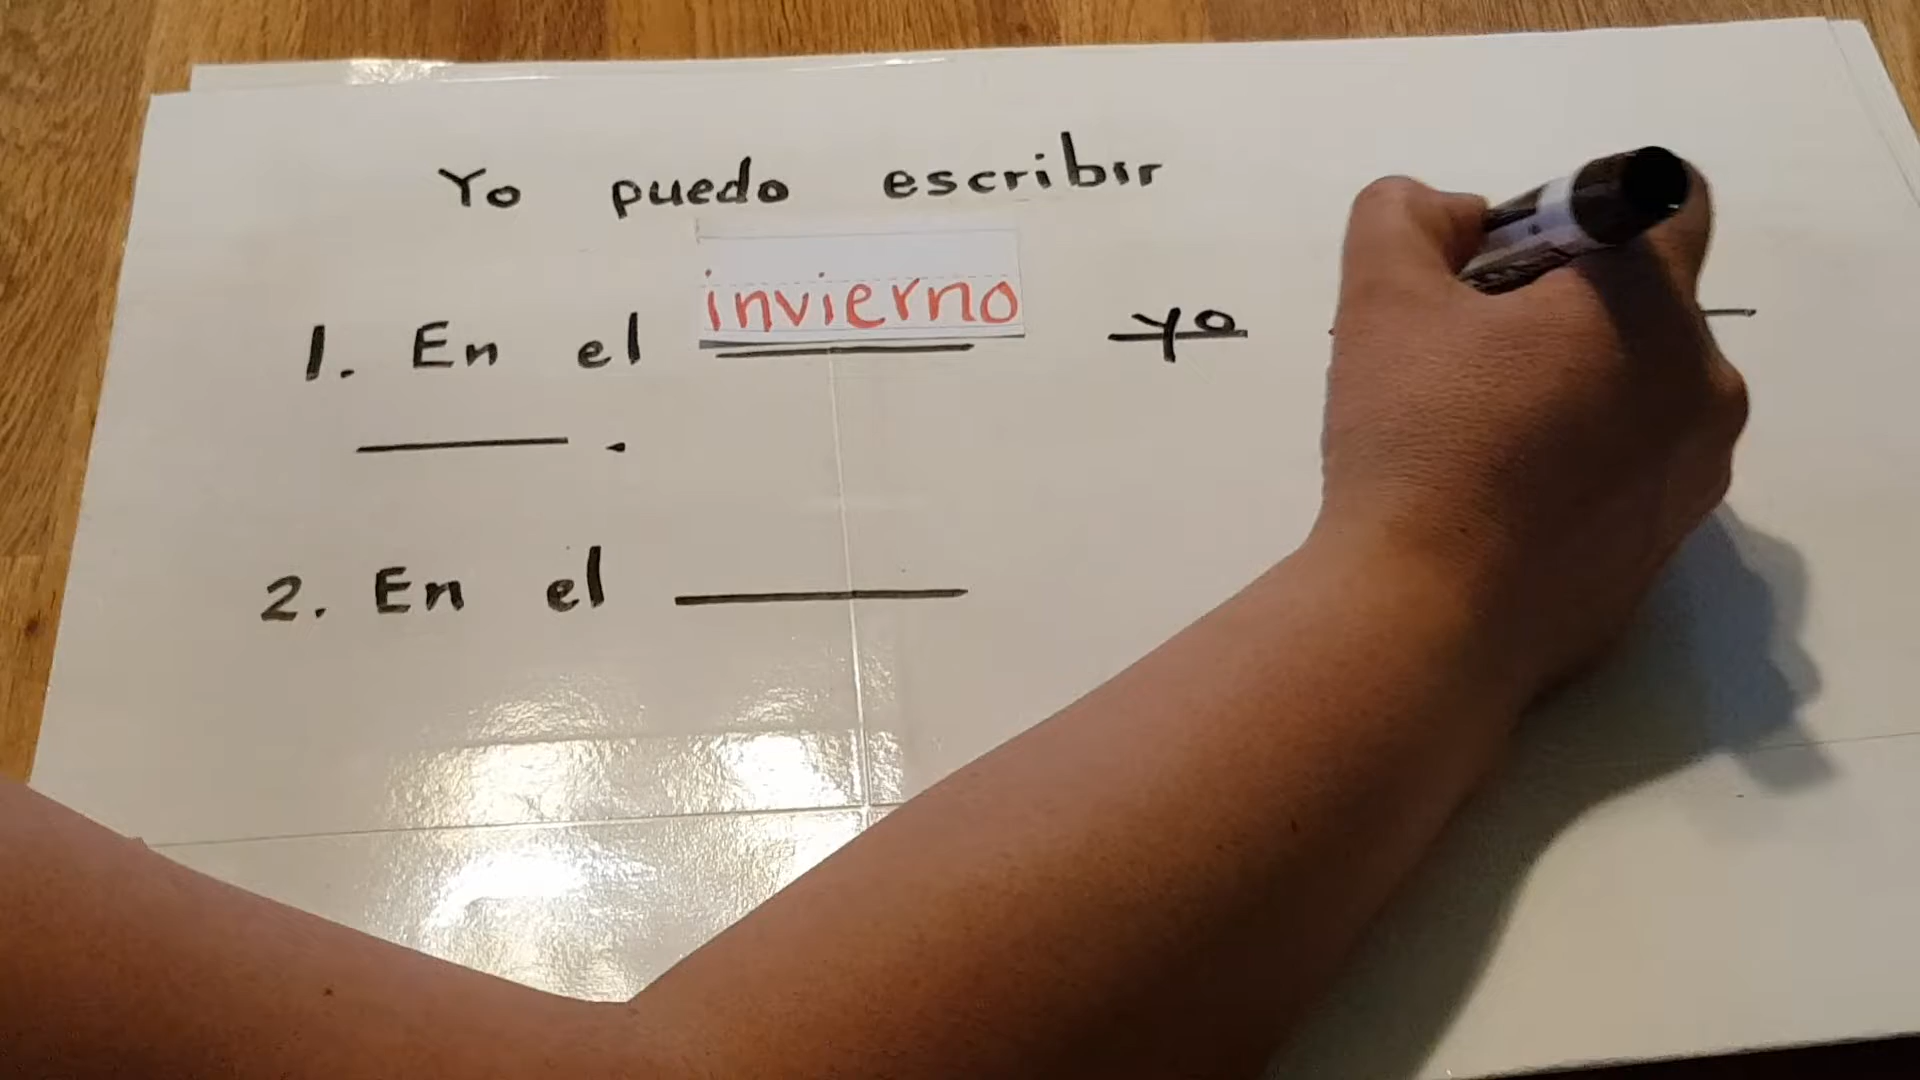 Yo puedo escribir
1. En el invierno yo
.
2. En el